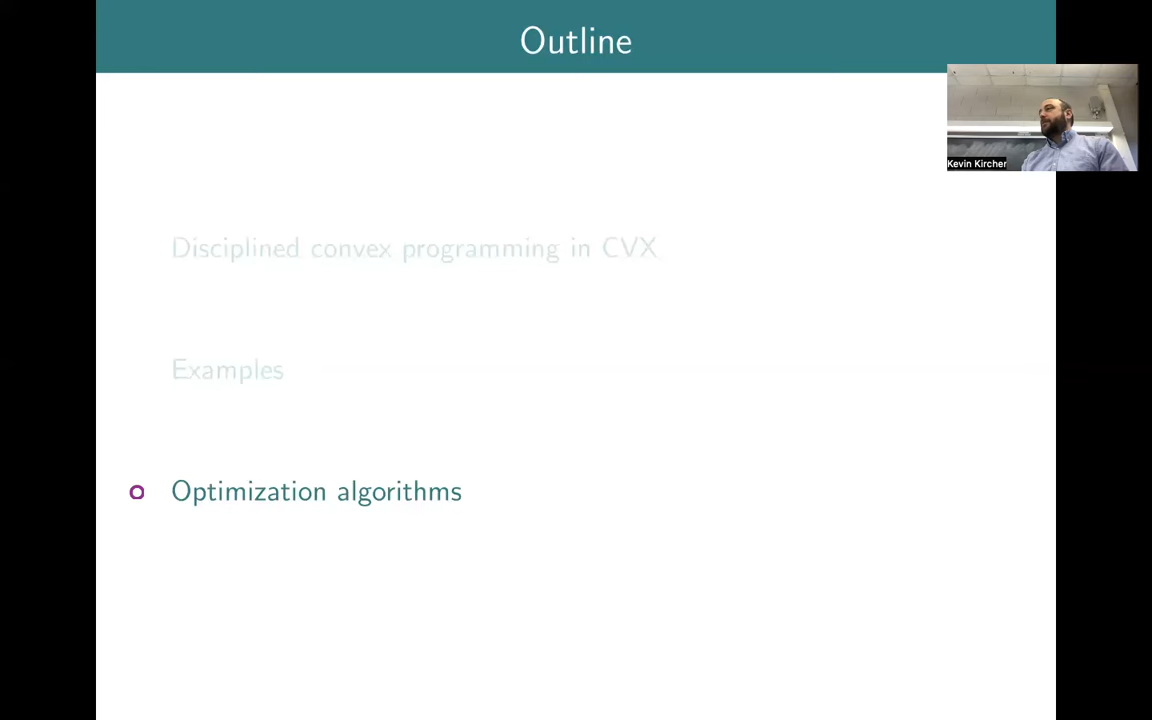 Outline
Kevin Kircher
Disciplined convex programming in CVX
Examples
Optimization algorithms